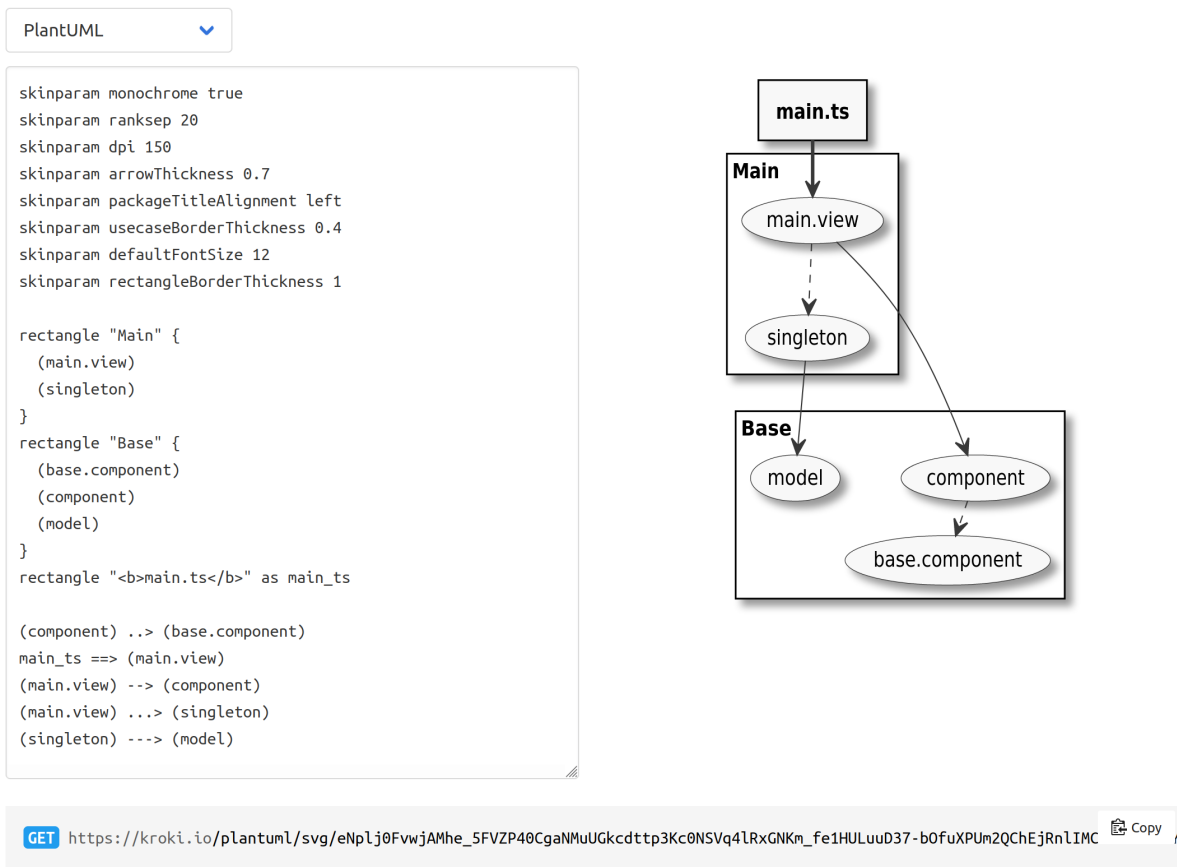 PlantUML
skinparam monochrome true
skinparam ranksep 20
skinparam dpi 150
skinparam arrowThickness 0.7
skinparam packageTitleAlignment left
skinparam usecaseBorderThickness 0.4
skinparam defaultFontSize 12
skinparam rectangleBorderThickness 1
rectangle "Main" {
  (main.view)
  (singleton)
}
rectangle "Base" {
  (base.component)
  (component)
  (model)
}
rectangle "<b>main.ts</b>" as main_ts
(component) ..> (base.component)
main_ts ==> (main.view)
(main.view) --> (component)
(main.view) ...> (singleton)
(singleton) ---> (model)
main.ts
Main
main.view
singleton
Base
model
component
base.component
GET https://kroki.io/plantuml/svg/eNplj0FvwjAMhe_5FVZP40CgaNMuUGkcdttp3Kc0NSVq4lRxGNKm_fe1HULuuD37-bOfuXPUm2QChEjRnlIMC
Copy